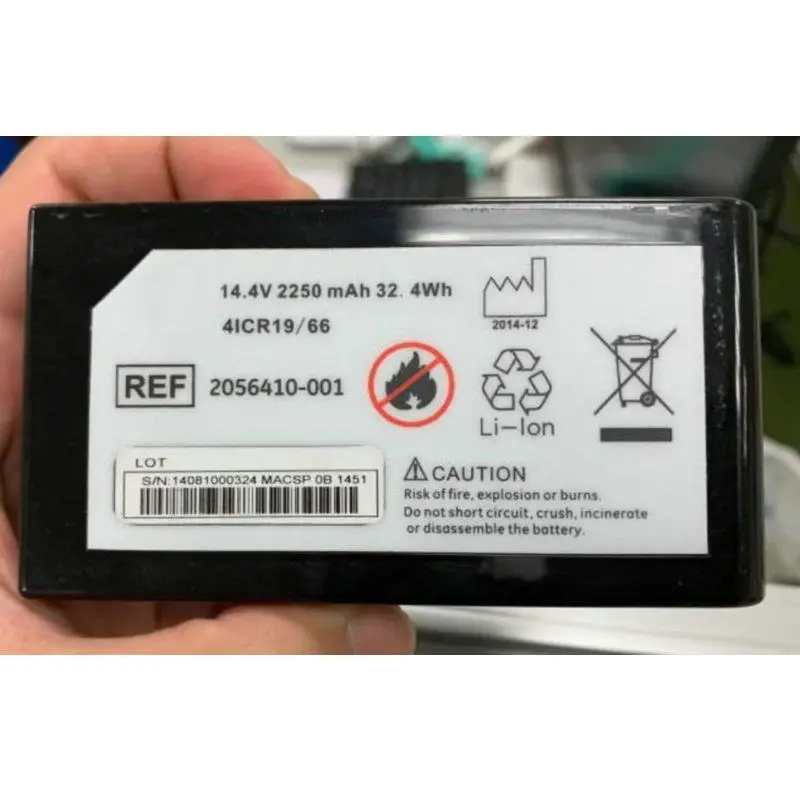 14.4V 2250 mAh 32. 4Wh
4ICR19/66
2014-12
REF 2056410-001
Li-Ion
LOT
S/N:14081000324 MACSP 0B 1451
CAUTION
Risk of fire, explosion or burns.
Do not short circuit, crush, incinerate
or disassemble the battery.